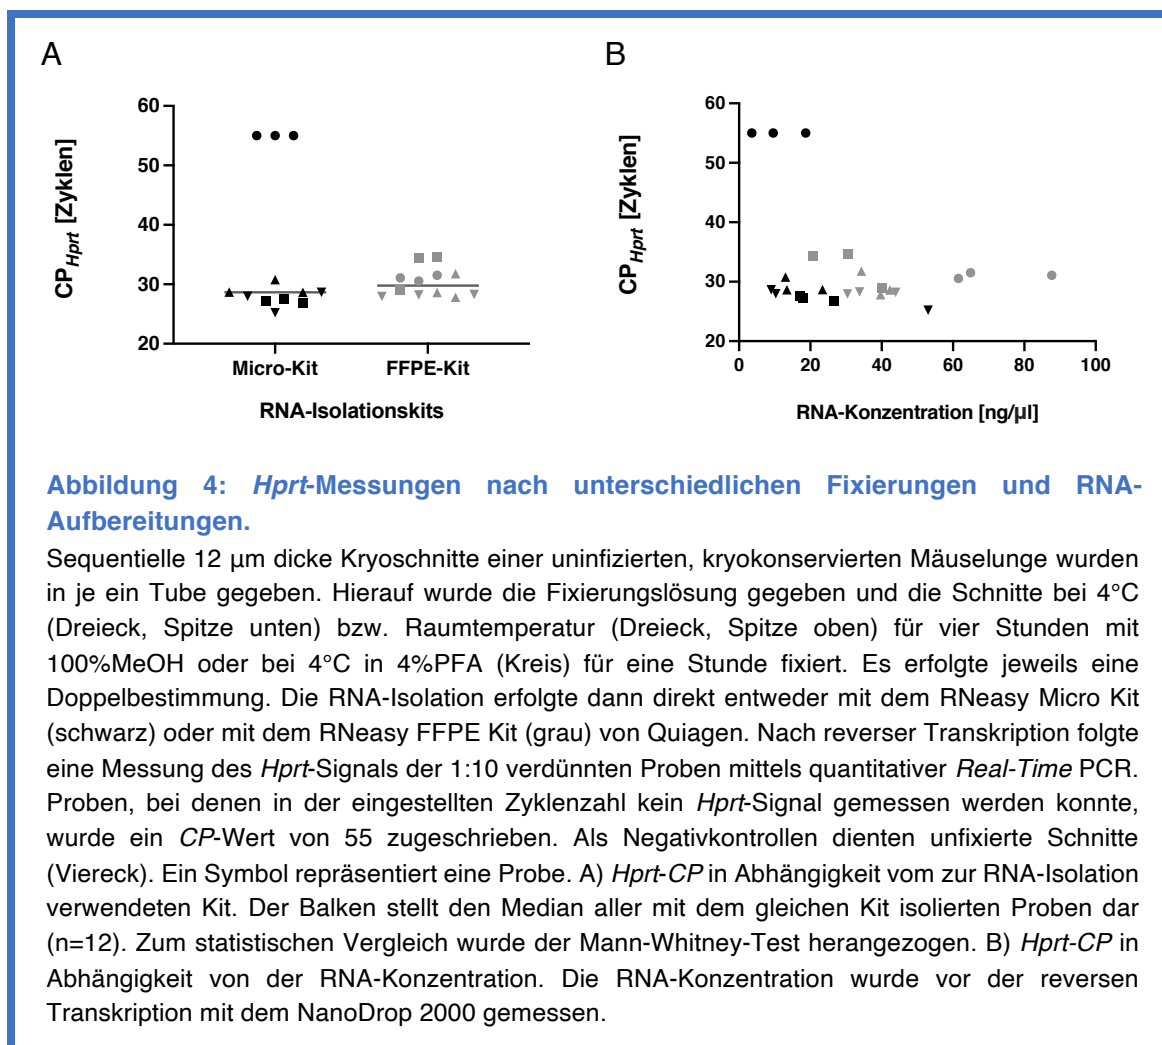 A
B
60
50
40
30
20
CP Hprt [Zyklen]
Micro-Kit
FFPE-Kit
RNA-Isolationskits
60
50
40
30
20
CP Hprt [Zyklen]
0
20
40
60
80
100
RNA-Konzentration [ng/µl]
Abbildung 4: Hprt-Messungen nach unterschiedlichen Fixierungen und RNA-
Aufbereitungen.
Sequentielle 12 µm dicke Kryoschnitte einer uninfizierten, kryokonservierten Mäuselunge wurden
in je ein Tube gegeben. Hierauf wurde die Fixierungslösung gegeben und die Schnitte bei 4°C
(Dreieck, Spitze unten) bzw. Raumtemperatur (Dreieck, Spitze oben) für vier Stunden mit
100%MeOH oder bei 4°C in 4%PFA (Kreis) für eine Stunde fixiert. Es erfolgte jeweils eine
Doppelbestimmung. Die RNA-Isolation erfolgte dann direkt entweder mit dem RNeasy Micro Kit
(schwarz) oder mit dem RNeasy FFPE Kit (grau) von Quiagen. Nach reverser Transkription folgte
eine Messung des Hprt-Signals der 1:10 verdünnten Proben mittels quantitativer Real-Time PCR.
Proben, bei denen in der eingestellten Zyklenzahl kein Hprt-Signal gemessen werden konnte,
wurde ein CP-Wert von 55 zugeschrieben. Als Negativkontrollen dienten unfixierte Schnitte
(Viereck). Ein Symbol repräsentiert eine Probe. A) Hprt-CP in Abhängigkeit vom zur RNA-Isolation
verwendeten Kit. Der Balken stellt den Median aller mit dem gleichen Kit isolierten Proben dar
(n=12). Zum statistischen Vergleich wurde der Mann-Whitney-Test herangezogen. B) Hprt-CP in
Abhängigkeit von der RNA-Konzentration. Die RNA-Konzentration wurde vor der reversen
Transkription mit dem NanoDrop 2000 gemessen.